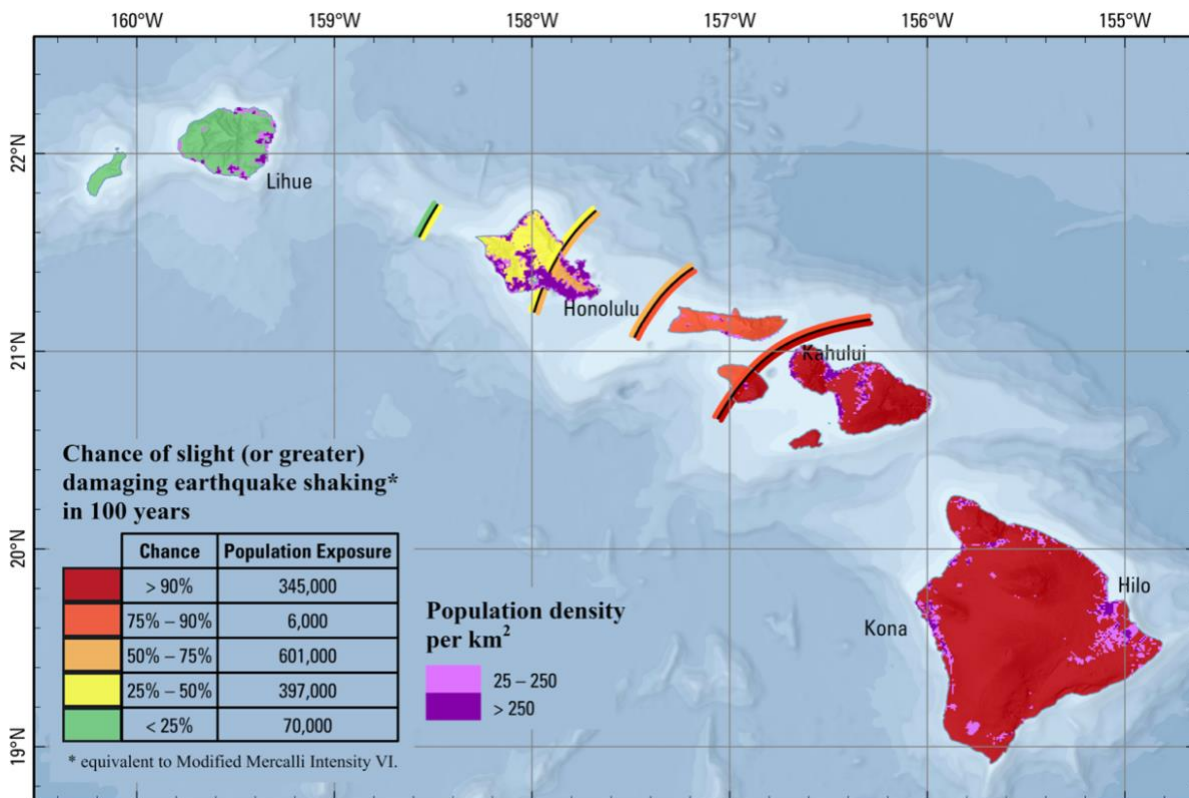 160°W 159°W 158°W 157°W 156°W 155°W
22°N
21°N
20°N
19°N
Lihue
Honolulu
Kahului
Hilo
Kona
Chance of slight (or greater)
damaging earthquake shaking*
in 100 years
Chance Population Exposure
> 90% 345,000
75% – 90% 6,000
50% – 75% 601,000
25% – 50% 397,000
< 25% 70,000
* equivalent to Modified Mercalli Intensity VI.
Population density
per km²
25 – 250
> 250